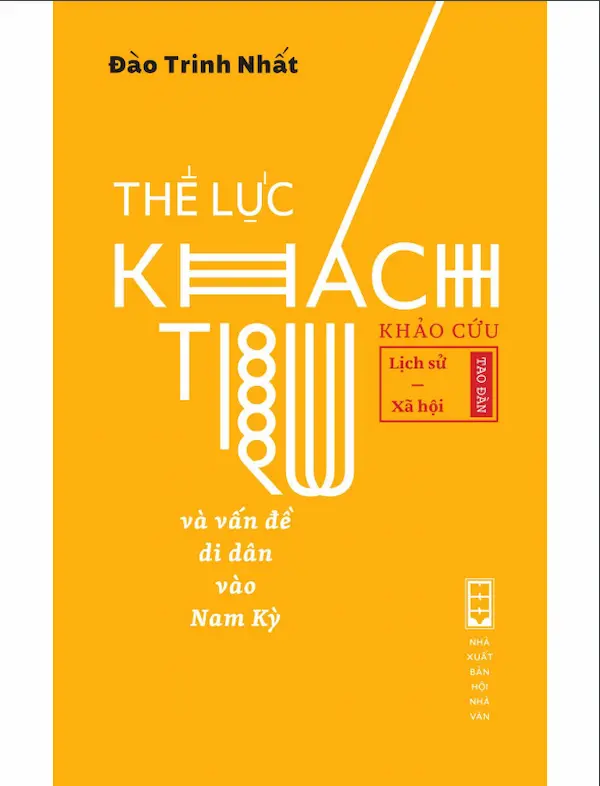 Đào Trinh Nhất
THẾ LỰC
KHÁCH
TRÚ
KHẢO CỨU
Lịch sử
–
Xã hội
TAO ĐÀN
và vấn đề
di dân
vào
Nam Kỳ
NHÀ
XUẤT
BẢN
HỘI
NHÀ
VĂN